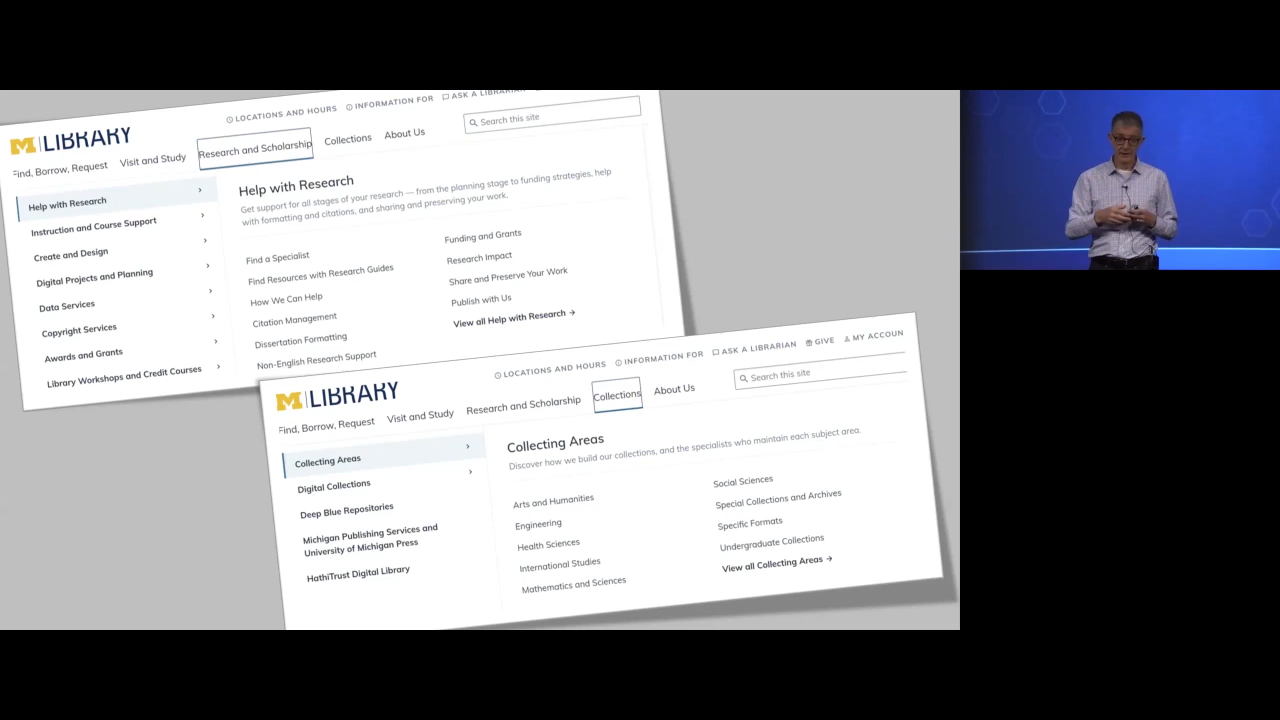 LOCATIONS AND HOURS INFORMATION FOR ASK A LIBRARIAN
M LIBRARY
Search this site
Find, Borrow, Request Visit and Study Research and Scholarship Collections About Us
Help with Research
Instruction and Course Support
Create and Design
Digital Projects and Planning
Data Services
Copyright Services
Awards and Grants
Library Workshops and Credit Courses
Help with Research
Get support for all stages of your research — from the planning stage to funding strategies, help
with formatting and citations, and sharing and preserving your work.
Find a Specialist
Find Resources with Research Guides
How We Can Help
Citation Management
Dissertation Formatting
Non-English Research Support
Funding and Grants
Research Impact
Share and Preserve Your Work
Publish with Us
View all Help with Research →
LOCATIONS AND HOURS INFORMATION FOR ASK A LIBRARIAN GIVE MY ACCOUN
M LIBRARY
Search this site
Find, Borrow, Request Visit and Study Research and Scholarship Collections About Us
Collecting Areas
Digital Collections
Deep Blue Repositories
Michigan Publishing Services and
University of Michigan Press
HathiTrust Digital Library
Collecting Areas
Discover how we build our collections, and the specialists who maintain each subject area.
Arts and Humanities
Engineering
Health Sciences
International Studies
Mathematics and Sciences
Social Sciences
Special Collections and Archives
Specific Formats
Undergraduate Collections
View all Collecting Areas →